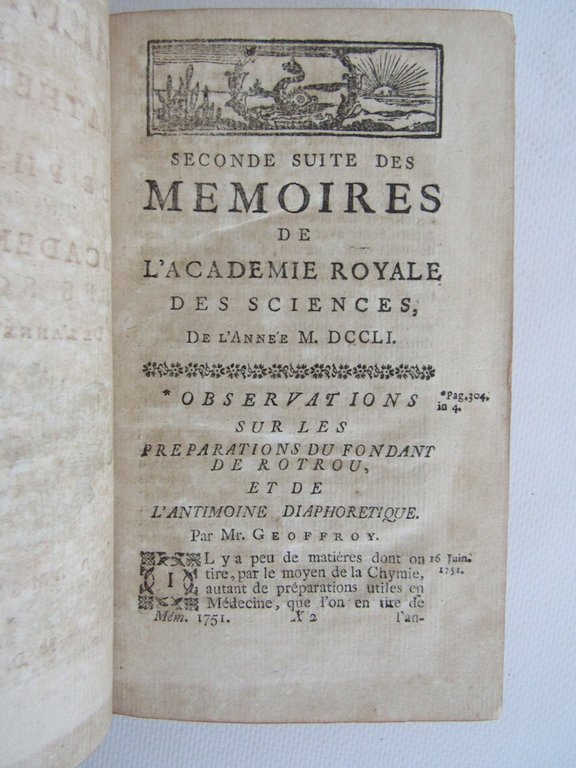 SECONDE SUITE DES
MEMOIRES
DE
L'ACADEMIE ROYALE
DES SCIENCES,
DE L'ANNÉE M. DCCLI.
*OBSERVATIONS
*Pag. 304.
in 4.
SUR LES
PREPARATIONS DU FONDANT
DE ROTROU,
ET DE
L'ANTIMOINE DIAPHORETIQUE.
Par Mr. GEOFFROY.
IL y a peu de matiéres dont on
16 Juin.
1751.
tire, par le moyen de la Chymie,
autant de préparations utiles en
Médecine, que l'on en tire de
Mém. 1751. X 2 l'an-